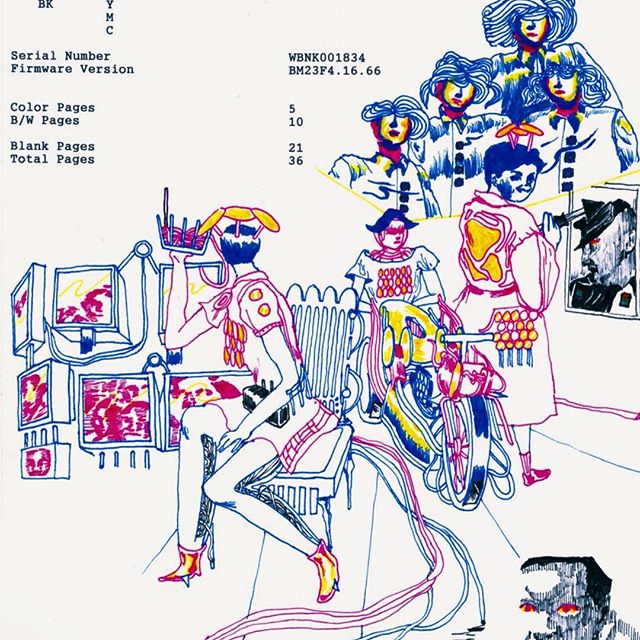 BK
Y
M
C
Serial Number WBNK001834
Firmware Version BM23F4.16.66
Color Pages 5
B/W Pages 10
Blank Pages 21
Total Pages 36